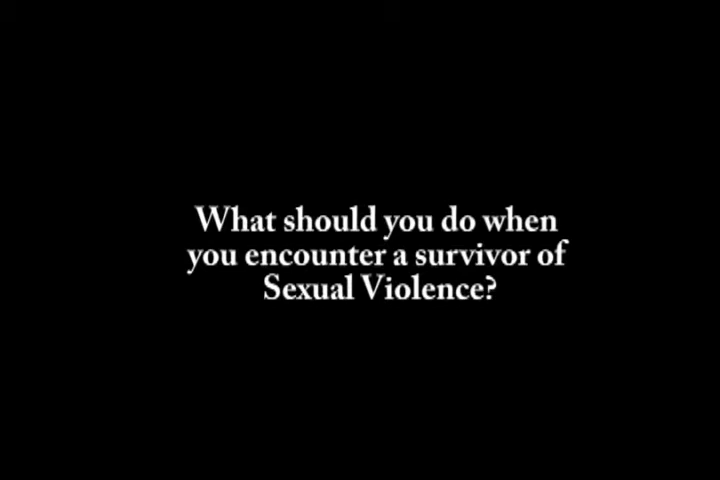 What should you do when
you encounter a survivor of
Sexual Violence?